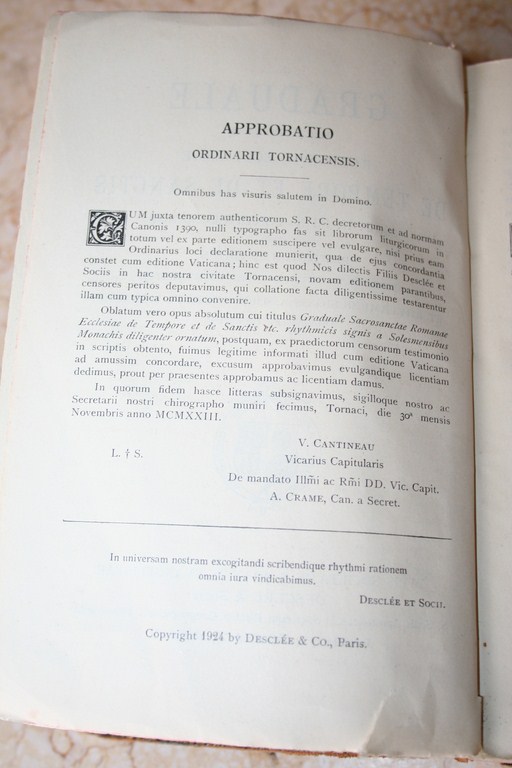 APPROBATIO
ORDINARII TORNACENSIS.
Omnibus has visuris salutem in Domino.
CUM juxta tenorem authenticorum S. R. C. decretorum et ad normam
Canonis 1390, nulli typographo fas sit librorum liturgicorum in
totum vel ex parte editionem suscipere vel evulgare, nisi prius eam
Ordinarius loci declaratione munierit, qua de ejus concordantia
constet cum editione Vaticana; hinc est quod Nos dilectis Filiis Desclée et
Sociis in hac nostra civitate Tornacensi, novam editionem parantibus,
censores peritos deputavimus, qui collatione facta diligentissime testarentur
illam cum typica omnino convenire.
Oblatum vero opus absolutum cui titulus Graduale Sacrosanctae Romanae
Ecclesiae de Tempore et de Sanctis etc. rhythmicis signis a Solesmensibus
Monachis diligenter ornatum, postquam, ex praedictorum censorum testimonio
in scriptis obtento, fuimus legitime informati illud cum editione Vaticana
ad amussim concordare, excusum approbavimus evulgandique licentiam
dedimus, prout per praesentes approbamus ac licentiam damus.
In quorum fidem hasce litteras subsignavimus, sigilloque nostro ac
Secretarii nostri chirographo muniri fecimus, Tornaci, die 30ª mensis
Novembris anno MCMXXIII.
V. CANTINEAU
L. † S.
Vicarius Capitularis
De mandato Illm̃i ac Rm̃i DD. Vic. Capit.
A. CRAME, Can. a Secret.
In universam nostram excogitandi scribendique rhythmi rationem
omnia iura vindicabimus.
DESCLÉE ET SOCII.
Copyright 1924 by DESCLÉE & CO., Paris.